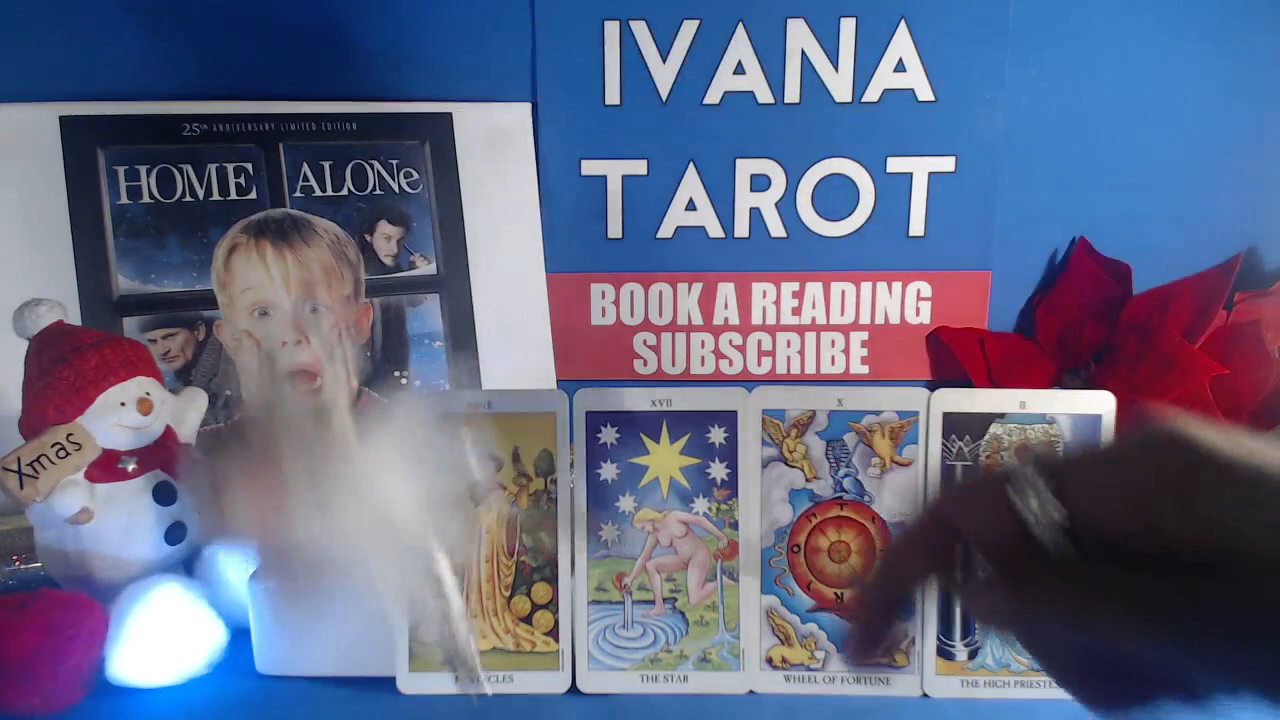 IVANA
TAROT
BOOK A READING
SUBSCRIBE
25th ANNIVERSARY LIMITED EDITION
HOME ALONe
Xmas
XVII
X
II
THE STAR
WHEEL OF FORTUNE
THE HIGH